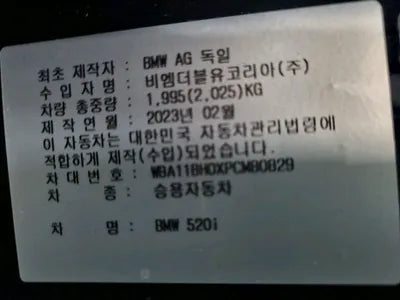 최초 제작자 : BMW AG 독일
수 입 자 명 : 비엠더블유코리아(주)
차량 총중량 : 1,995(2,025)KG
제 작 연 월 : 2023년 02월
이 자동차는 대한민국 자동차관리법령에
적합하게 제작(수입)되었습니다.
차 대 번 호 : WBA11BH0XPCM80829
차 종 : 승용자동차
차 명 : BMW 520i